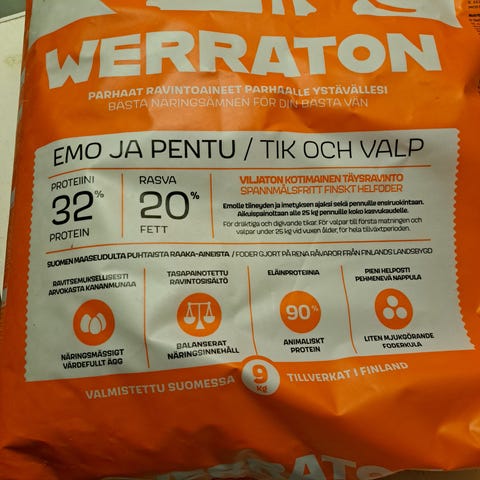 WERRATON
PARHAAT RAVINTOAINEET PARHAALLE YSTÄVÄLLESI
BÄSTA NÄRINGSÄMNEN FÖR DIN BÄSTA VÄN
EMO JA PENTU / TIK OCH VALP
PROTEIINI
32%
PROTEIN
RASVA
20%
FETT
VILJATON KOTIMAINEN TÄYSRAVINTO
SPANNMÅLSFRITT FINSKT HELFODER
Emolle tiineyden ja imetyksen ajaksi sekä pennuille ensiruokintaan.
Aikuispainoltaan alle 25 kg pennuille koko kasvukaudelle.
För dräktiga och digivande tikar. För valpar till första matningen och
valpar under 25 kg vid vuxen ålder, för hela tillväxtperioden.
SUOMEN MAASEUDULTA PUHTAISTA RAAKA-AINEISTA / FODER GJORT PÅ RENA RÅVAROR FRÅN FINLANDS LANDSBYGD
RAVITSEMUKSELLISESTI
ARVOKASTA KANANMUNAA
NÄRINGSMÄSSIGT
VÄRDEFULLT ÄGG
TASAPAINOTETTU
RAVINTOSISÄLTÖ
BALANSERAT
NÄRINGSINNEHÅLL
ELÄINPROTEIINIA
90%
ANIMALISKT
PROTEIN
PIENI HELPOSTI
PEHMENEVÄ NAPPULA
LITEN MJUKGÖRANDE
FODERKULA
VALMISTETTU SUOMESSA
9
Kg
TILLVERKAT I FINLAND